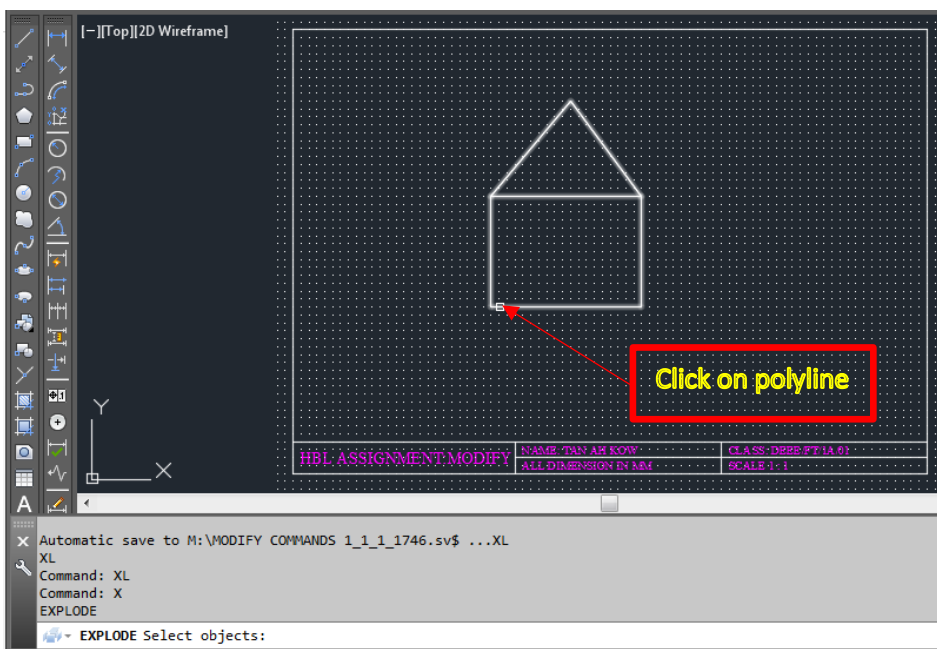 [−][Top][2D Wireframe]
Click on polyline
Y
X
HBL ASSIGNMENT:MODIFY
NAME: TAN AH KOW
CLASS: DEEE/FT/1A/01
ALL DIMENSION IN MM
SCALE 1 : 1
A
Automatic save to M:\MODIFY COMMANDS 1_1_1_1746.sv$ ...XL
XL
Command: XL
Command: X
EXPLODE
EXPLODE Select objects: